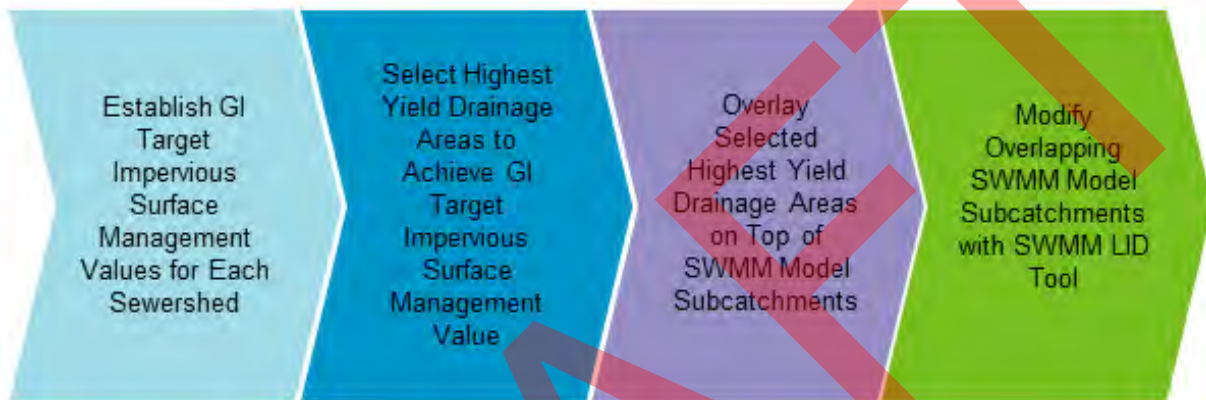 Establish GI
Target
Impervious
Surface
Management
Values for Each
Sewershed
Select Highest
Yield Drainage
Areas to
Achieve GI
Target
Impervious
Surface
Management
Value
Overlay
Selected
Highest Yield
Drainage Areas
on Top of
SWMM Model
Subcatchments
Modify
Overlapping
SWMM Model
Subcatchments
with SWMM LID
Tool